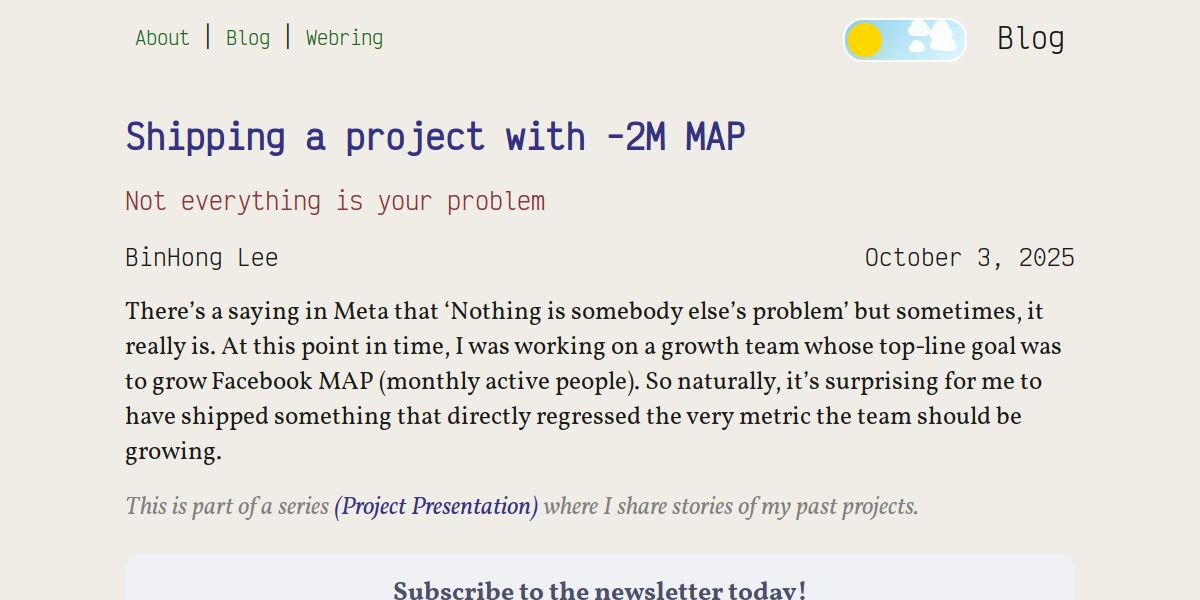 About | Blog | Webring
Blog
Shipping a project with -2M MAP
Not everything is your problem
BinHong Lee
October 3, 2025
There’s a saying in Meta that ‘Nothing is somebody else’s problem’ but sometimes, it
really is. At this point in time, I was working on a growth team whose top-line goal was
to grow Facebook MAP (monthly active people). So naturally, it’s surprising for me to
have shipped something that directly regressed the very metric the team should be
growing.
This is part of a series (Project Presentation) where I share stories of my past projects.
Subscribe to the newsletter today!